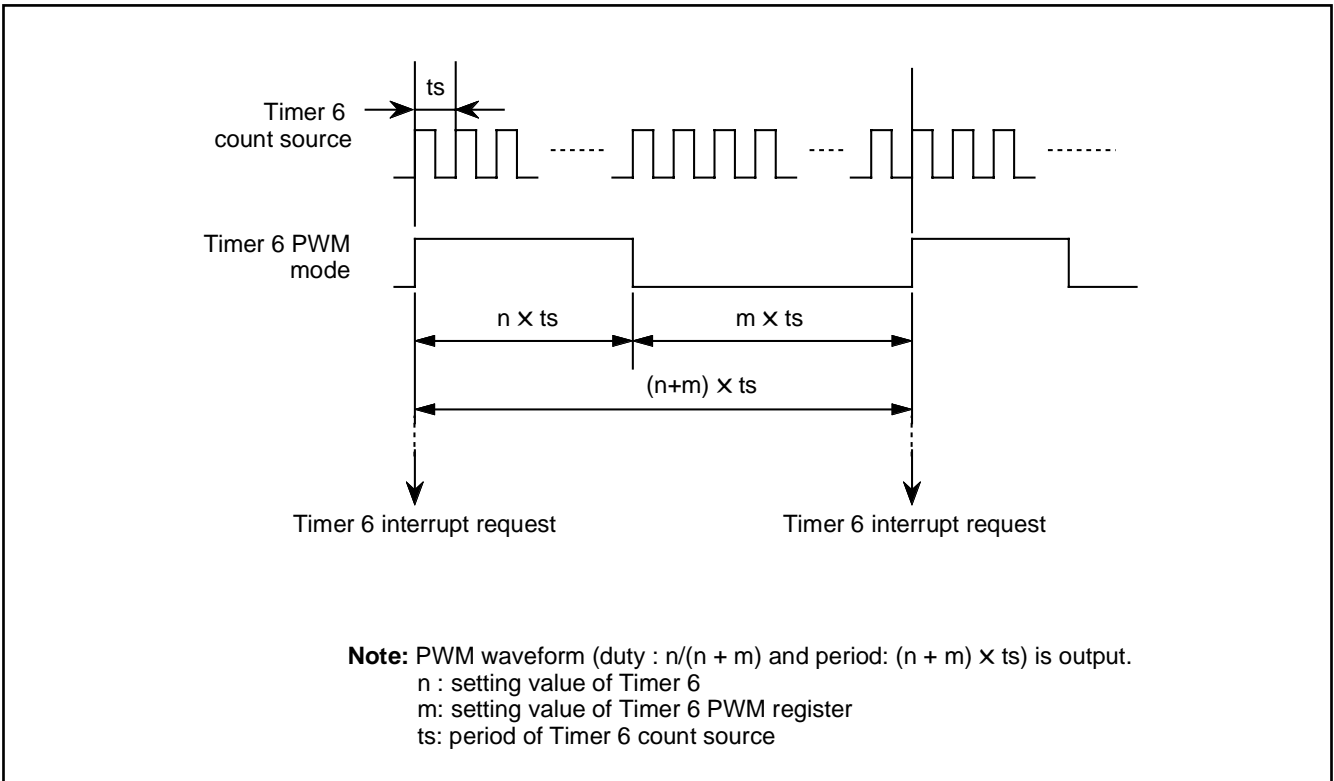 ts
Timer 6
count source
Timer 6 PWM
mode
n × ts
m × ts
(n+m) × ts
Timer 6 interrupt request
Timer 6 interrupt request
Note: PWM waveform (duty : n/(n + m) and period: (n + m) × ts) is output.
n : setting value of Timer 6
m: setting value of Timer 6 PWM register
ts: period of Timer 6 count source